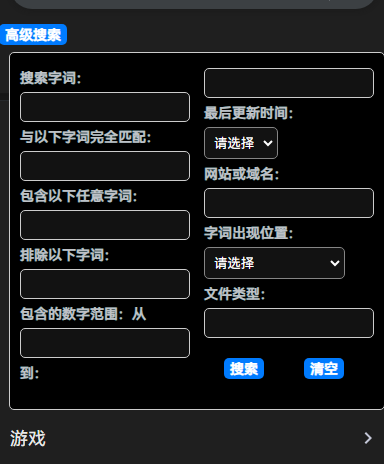 高级搜索
搜索字词:
与以下字词完全匹配:
包含以下任意字词:
排除以下字词:
包含的数字范围: 从
到:
最后更新时间:
请选择
网站或域名:
字词出现位置:
请选择
文件类型:
搜索
清空
游戏